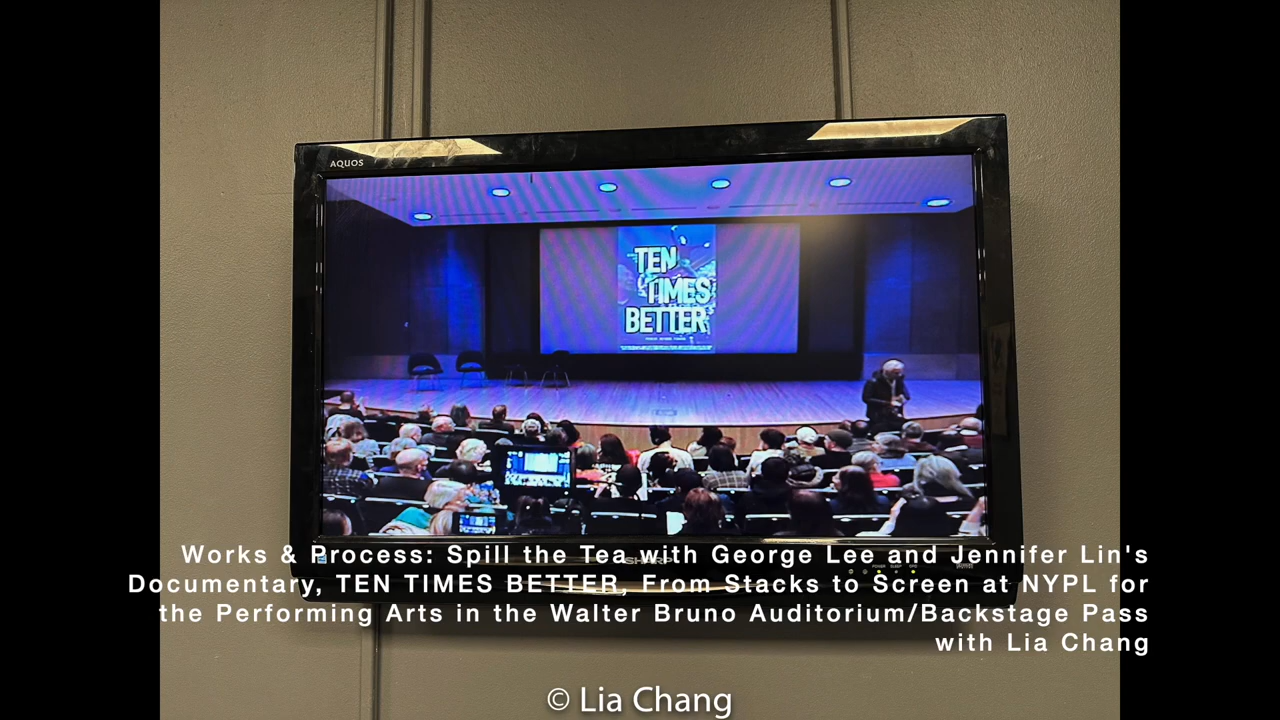 AQUOS
TEN
TIMES
BETTER
SHARP
Works & Process: Spill the Tea with George Lee and Jennifer Lin's
Documentary, TEN TIMES BETTER, From Stacks to Screen at NYPL for
the Performing Arts in the Walter Bruno Auditorium/Backstage Pass
with Lia Chang
© Lia Chang